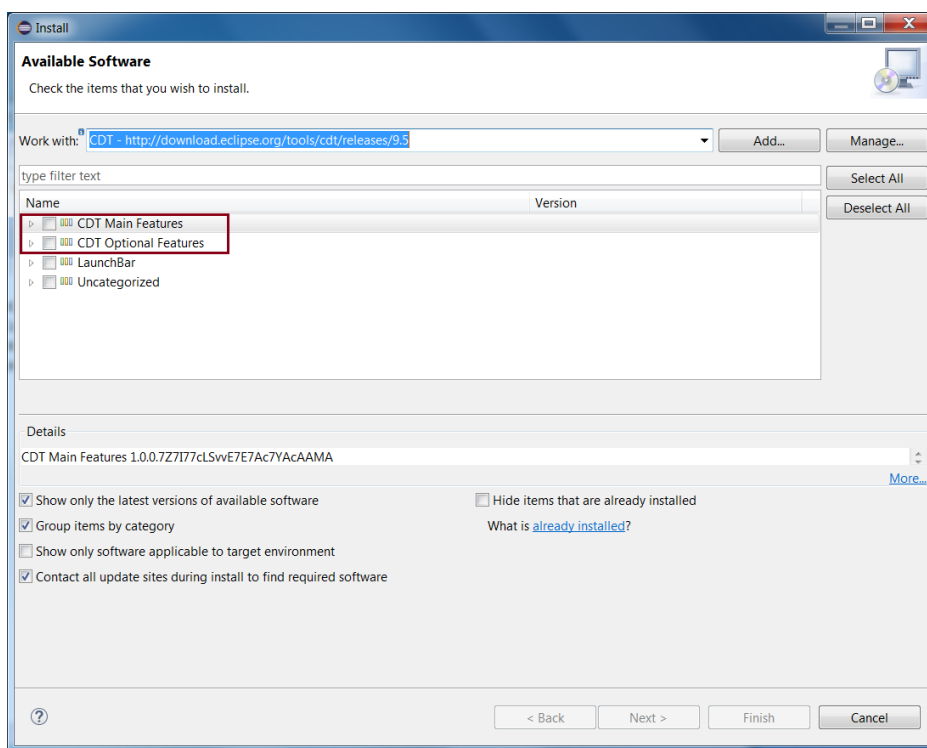 Install
Available Software
Check the items that you wish to install.
Work with: CDT - http://download.eclipse.org/tools/cdt/releases/9.5 Add... Manage...
type filter text Select All
Name Version Deselect All
CDT Main Features
CDT Optional Features
LaunchBar
Uncategorized
Details
CDT Main Features 1.0.0.7Z7I77cLSvvE7E7Ac7YAcAAMA
More...
Show only the latest versions of available software Hide items that are already installed
Group items by category What is already installed?
Show only software applicable to target environment
Contact all update sites during install to find required software
? < Back Next > Finish Cancel